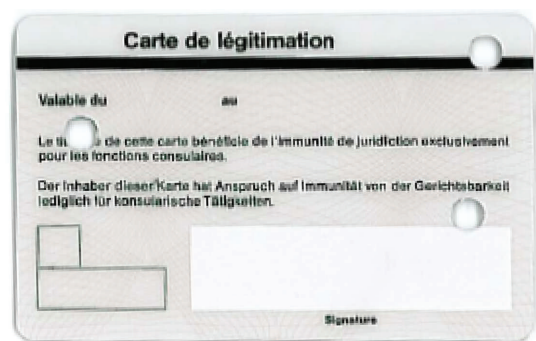 Carte de légitimation
Valable du au
Le de cette carte bénéficie de l'immunité de juridiction exclusivement
pour les fonctions consulaires.
Der Inhaber dieser Karte hat Anspruch auf Immunität von der Gerichtsbarkeit
lediglich für konsularische Tätigkeiten.
Signature